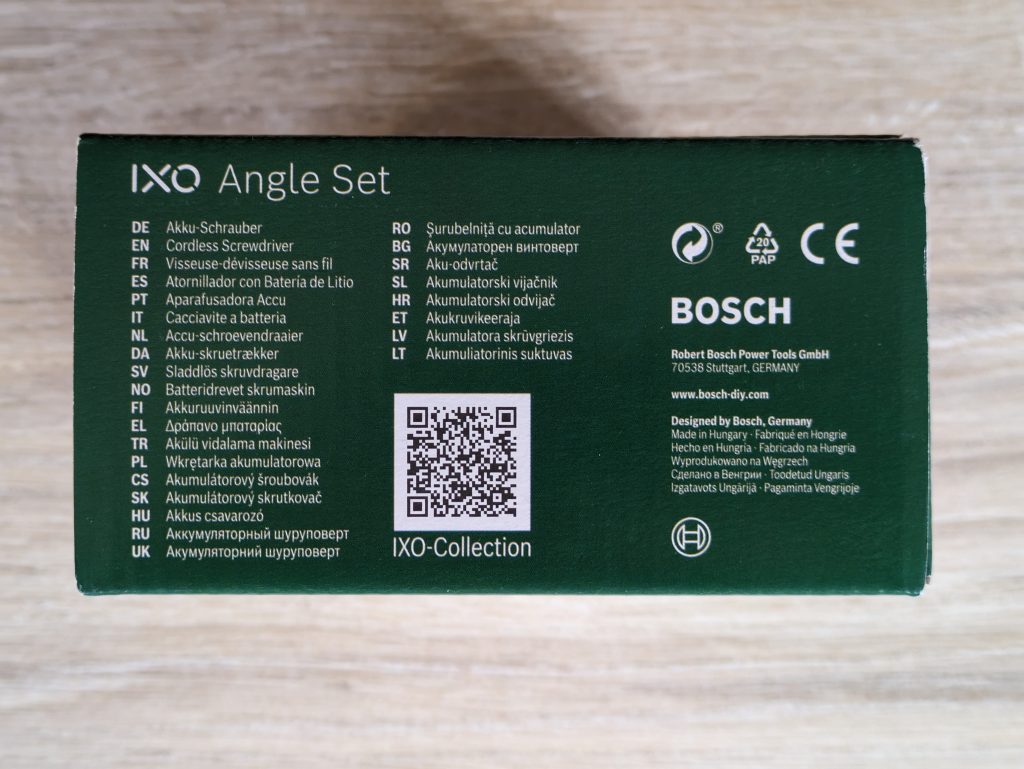 IXO Angle Set
DE Akku-Schrauber
EN Cordless Screwdriver
FR Visseuse-dévisseuse sans fil
ES Atornillador con Batería de Litio
PT Aparafusadora Accu
IT Cacciavite a batteria
NL Accu-schroevendraaier
DA Akku-skruetrækker
SV Sladdlös skruvdragare
NO Batteridrevet skrumaskin
FI Akkuruuvinväännin
EL Δράπανο μπαταρίας
TR Akülü vidalama makinesi
PL Wkrętarka akumulatorowa
CS Akumulátorový šroubovák
SK Akumulátorový skrutkovač
HU Akkus csavarozó
RU Аккумуляторный шуруповерт
UK Акумуляторний шуруповерт
RO Şurubelniţă cu acumulator
BG Акумулаторен винтоверт
SR Aku-odvrtač
SL Akumulatorski vijačnik
HR Akumulatorski odvijač
ET Akukruvikeeraja
LV Akumulatora skrūvgriezis
LT Akumuliatorinis suktuvas
IXO-Collection
®
20
PAP
CE
BOSCH
Robert Bosch Power Tools GmbH
70538 Stuttgart, GERMANY
www.bosch-diy.com
Designed by Bosch, Germany
Made in Hungary · Fabriqué en Hongrie
Hecho en Hungría · Fabricado na Hungria
Wyprodukowano na Węgrzech
Сделано в Венгрии · Toodetud Ungaris
Izgatavots Ungārijā · Pagaminta Vengrijoje